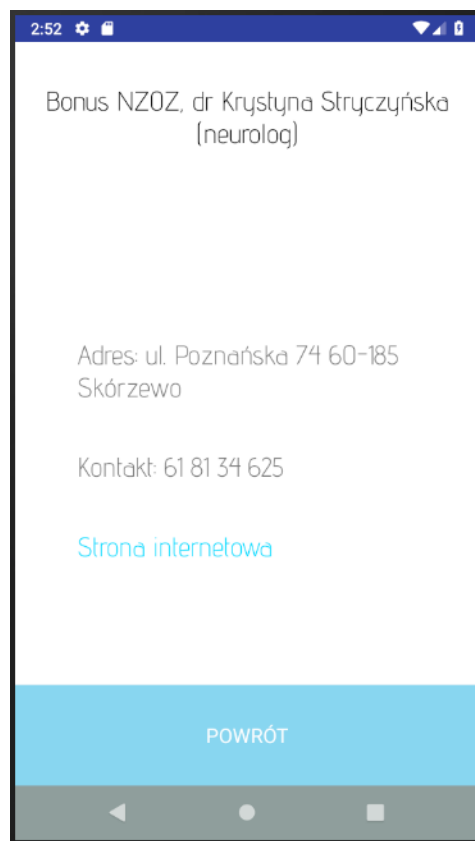 2:52
Bonus NZOZ, dr Krystyna Stryczyńska
(neurolog)
Adres: ul. Poznańska 74 60-185
Skórzewo
Kontakt: 61 81 34 625
Strona internetowa
POWRÓT